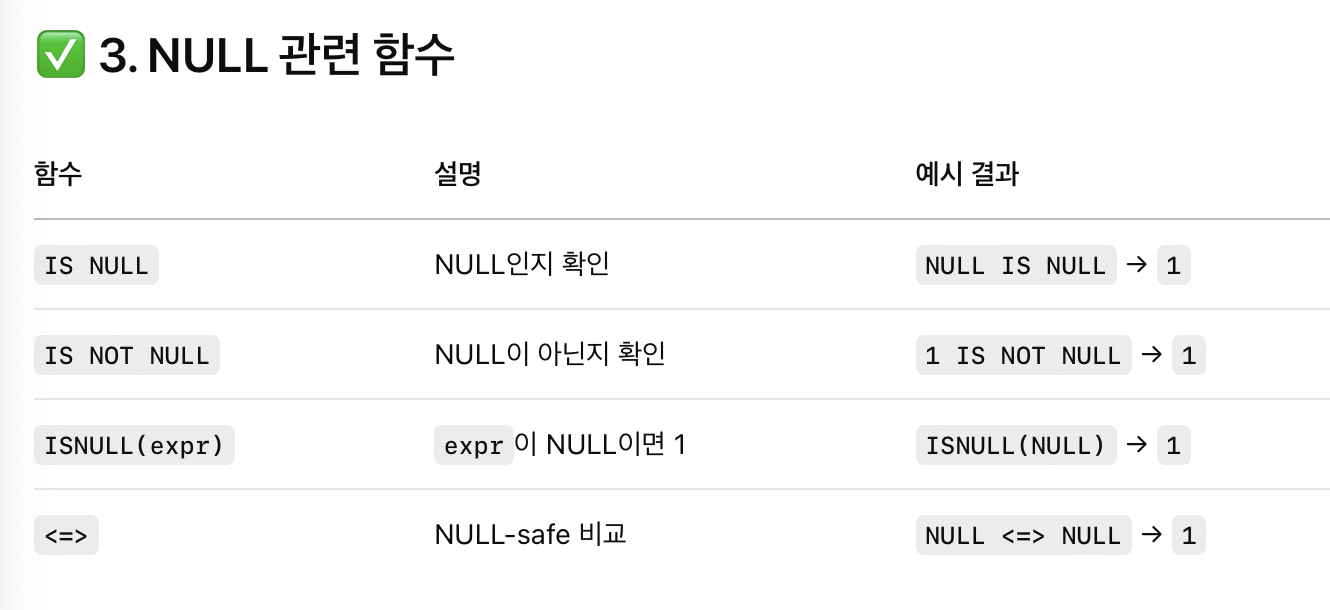 ✅ 3. NULL 관련 함수
함수 설명 예시 결과
IS NULL NULL인지 확인 NULL IS NULL → 1
IS NOT NULL NULL이 아닌지 확인 1 IS NOT NULL → 1
ISNULL(expr) expr이 NULL이면 1 ISNULL(NULL) → 1
<=> NULL-safe 비교 NULL <=> NULL → 1